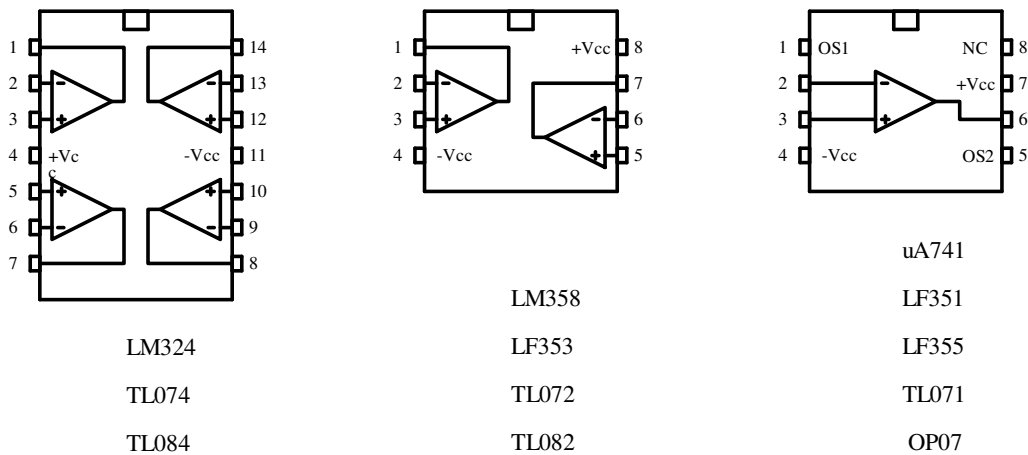 1
14
2
13
3
12
4
+Vc
c
-Vcc
11
5
10
6
9
7
8
LM324
TL074
TL084
1
+Vcc
8
2
7
3
6
4
-Vcc
5
LM358
LF353
TL072
TL082
1
OS1
NC
8
2
+Vcc
7
3
6
4
-Vcc
OS2
5
uA741
LF351
LF355
TL071
OP07